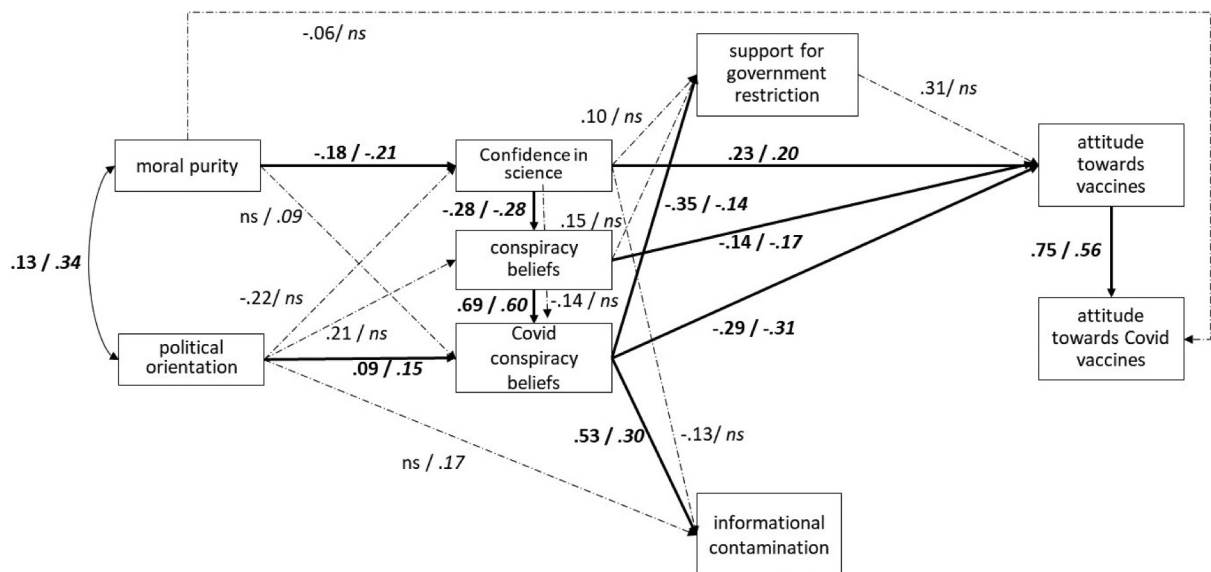 -.06/ ns
support for
government
restriction
.31/ ns
.10 / ns
moral purity
-.18 / -.21
Confidence in
science
.23 / .20
attitude
towards
vaccines
ns / .09
-.28 / -.28
.15/ ns
-.35 / -.14
conspiracy
beliefs
-.14 / -.17
.13 / .34
.75 / .56
-.22/ ns
.69 / .60
-.14 / ns
.21 / ns
-.29 / -.31
political
orientation
.09 / .15
Covid
conspiracy
beliefs
attitude
towards Covid
vaccines
.53 / .30
-.13/ ns
ns / .17
informational
contamination